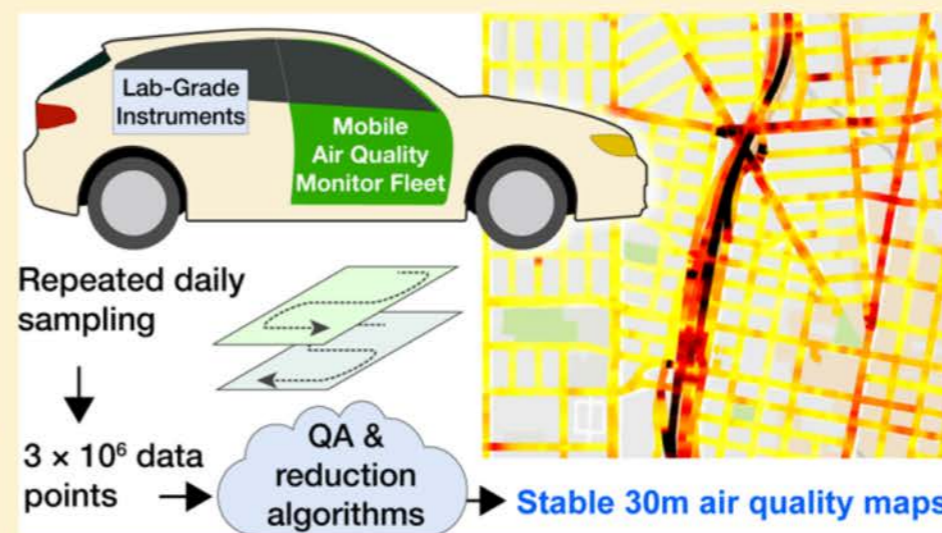 Lab-Grade
Instruments
Mobile
Air Quality
Monitor Fleet
Repeated daily
sampling
3 × 10⁶ data
points
QA &
reduction
algorithms
Stable 30m air quality maps